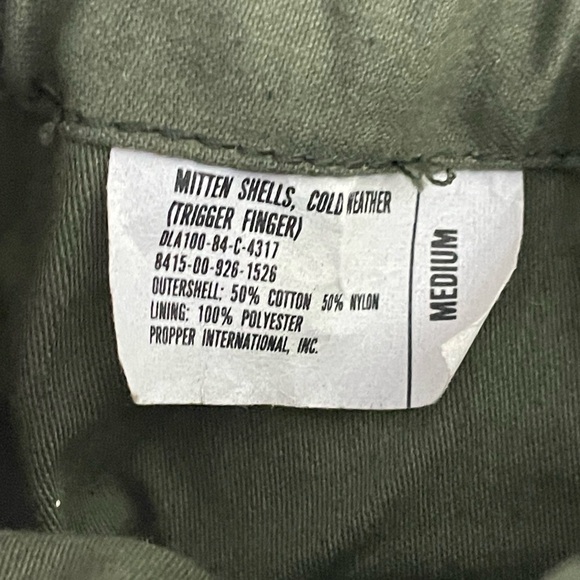 MITTEN SHELLS, COLD WEATHER
(TRIGGER FINGER)
DLA100-84-C-4317
8415-00-926-1526
OUTERSHELL: 50% COTTON 50% NYLON
LINING: 100% POLYESTER
PROPPER INTERNATIONAL, INC.
MEDIUM